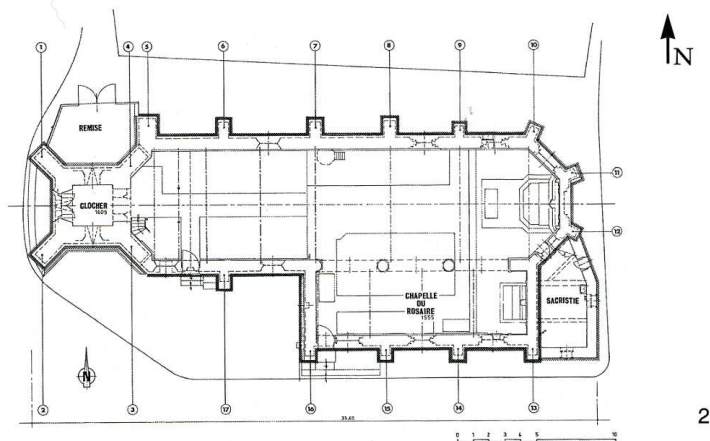 1
4
5
6
7
8
9
10
N
REMISE
11
CLOCHER
1609
12
CHAPELLE
DU
ROSAIRE
1555
SACRISTIE
N
2
3
17
16
15
14
13
2
35.60
0 1 2 3 4 5 10